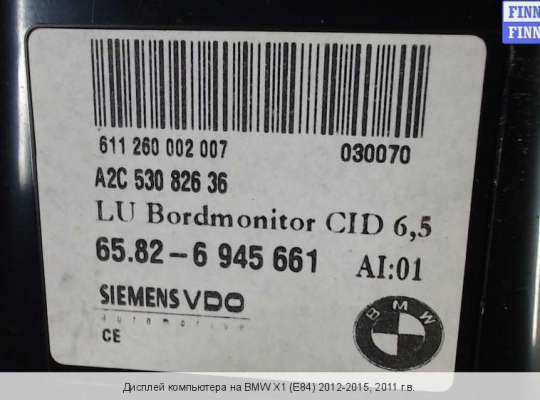 FINN
FINN
611 260 002 007 030070
A2C 530 826 36
LU Bordmonitor CID 6,5
65.82-6 945 661 AI:01
SIEMENS VDO
automotive
CE
BMW
Дисплей компьютера на BMW X1 (E84) 2012-2015, 2011 г.в.